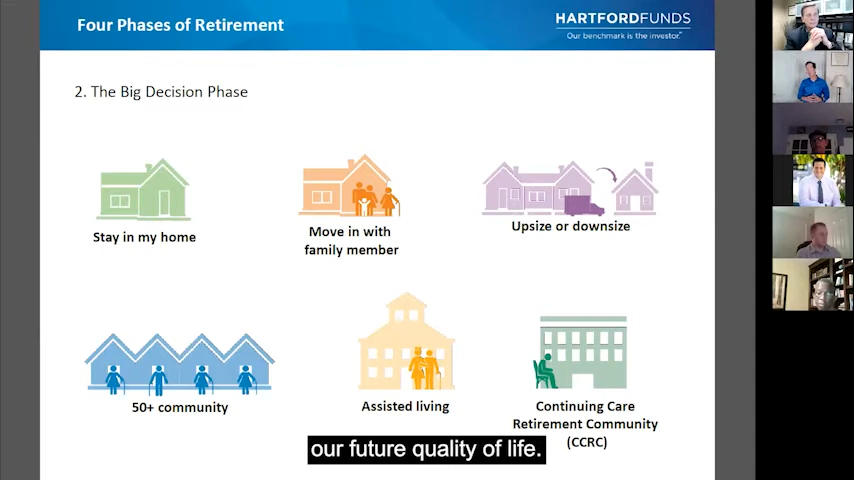 Four Phases of Retirement
HARTFORDFUNDS
Our benchmark is the investor.℠
2. The Big Decision Phase
Stay in my home
Move in with
family member
Upsize or downsize
50+ community
Assisted living
Continuing Care
Retirement Community
(CCRC)
our future quality of life.